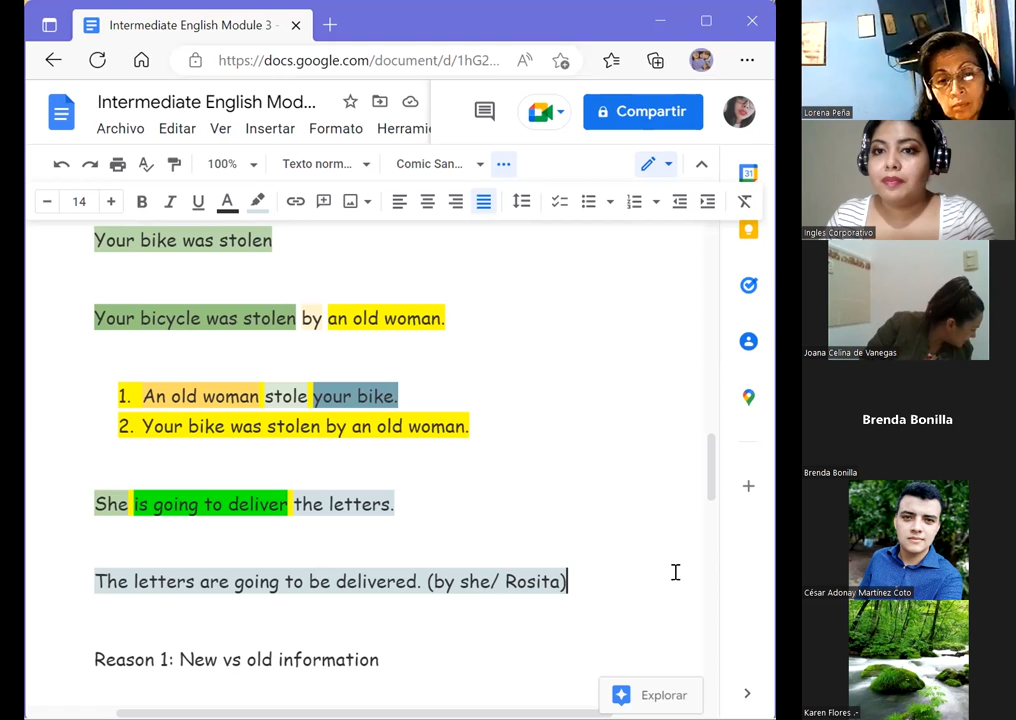 Intermediate English Module 3 -
https://docs.google.com/document/d/1hG2...
Intermediate English Mod...
Compartir
Archivo Editar Ver Insertar Formato Herrami
100% Texto norm... Comic San...
14
Your bike was stolen
Your bicycle was stolen by an old woman.
1. An old woman stole your bike.
2. Your bike was stolen by an old woman.
She is going to deliver the letters.
The letters are going to be delivered. (by she/ Rosita)
Reason 1: New vs old information
Explorar
31
Lorena Peña
Ingles Corporativo
Joana Celina de Vanegas
Brenda Bonilla
Brenda Bonilla
César Adonay Martínez Coto
Karen Flores .-